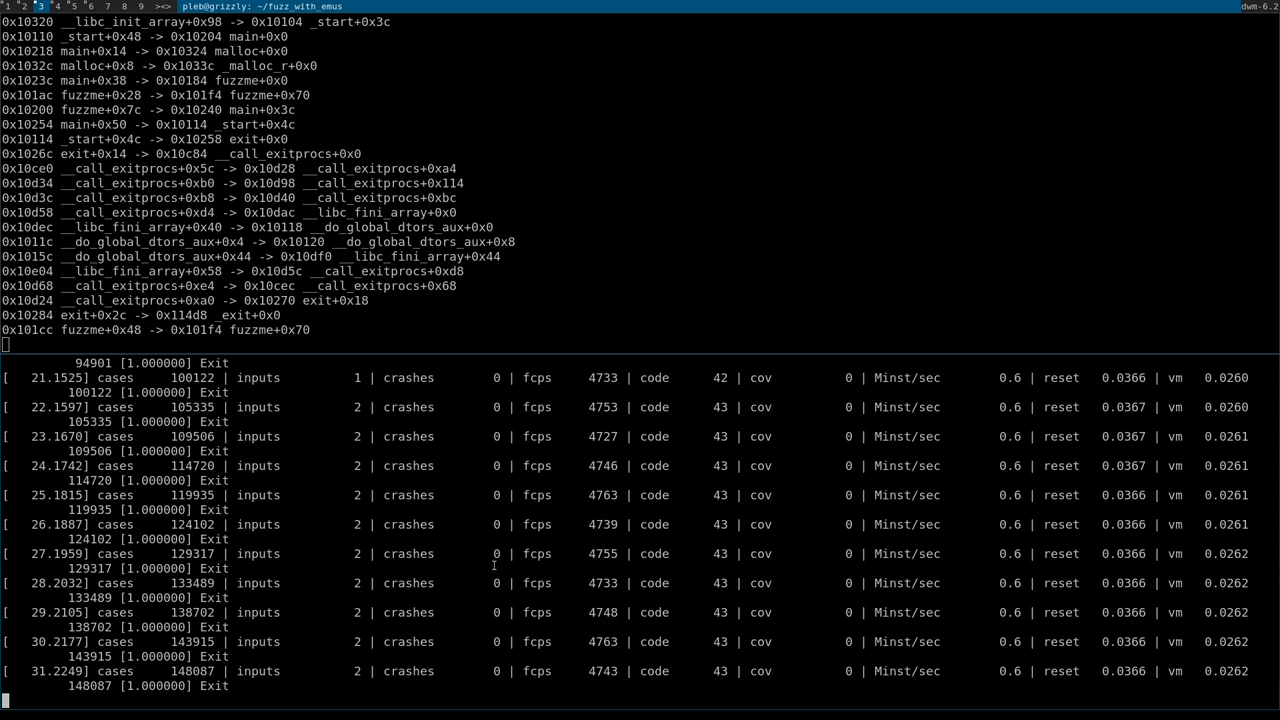 1 2 3 4 5 6 7 8 9 ><> pleb@grizzly: ~/fuzz_with_emus dwm-6.2
0x10320 __libc_init_array+0x98 -> 0x10104 _start+0x3c
0x10110 _start+0x48 -> 0x10204 main+0x0
0x10218 main+0x14 -> 0x10324 malloc+0x0
0x1032c malloc+0x8 -> 0x1033c _malloc_r+0x0
0x1023c main+0x38 -> 0x10184 fuzzme+0x0
0x101ac fuzzme+0x28 -> 0x101f4 fuzzme+0x70
0x10200 fuzzme+0x7c -> 0x10240 main+0x3c
0x10254 main+0x50 -> 0x10114 _start+0x4c
0x10114 _start+0x4c -> 0x10258 exit+0x0
0x1026c exit+0x14 -> 0x10c84 __call_exitprocs+0x0
0x10ce0 __call_exitprocs+0x5c -> 0x10d28 __call_exitprocs+0xa4
0x10d34 __call_exitprocs+0xb0 -> 0x10d98 __call_exitprocs+0x114
0x10d3c __call_exitprocs+0xb8 -> 0x10d40 __call_exitprocs+0xbc
0x10d58 __call_exitprocs+0xd4 -> 0x10dac __libc_fini_array+0x0
0x10dec __libc_fini_array+0x40 -> 0x10118 __do_global_dtors_aux+0x0
0x1011c __do_global_dtors_aux+0x4 -> 0x10120 __do_global_dtors_aux+0x8
0x1015c __do_global_dtors_aux+0x44 -> 0x10df0 __libc_fini_array+0x44
0x10e04 __libc_fini_array+0x58 -> 0x10d5c __call_exitprocs+0xd8
0x10d68 __call_exitprocs+0xe4 -> 0x10cec __call_exitprocs+0x68
0x10d24 __call_exitprocs+0xa0 -> 0x10270 exit+0x18
0x10284 exit+0x2c -> 0x114d8 _exit+0x0
0x101cc fuzzme+0x48 -> 0x101f4 fuzzme+0x70
94901 [1.000000] Exit
[ 21.1525] cases 100122 | inputs 1 | crashes 0 | fcps 4733 | code 42 | cov 0 | Minst/sec 0.6 | reset 0.0366 | vm 0.0260
100122 [1.000000] Exit
[ 22.1597] cases 105335 | inputs 2 | crashes 0 | fcps 4753 | code 43 | cov 0 | Minst/sec 0.6 | reset 0.0367 | vm 0.0260
105335 [1.000000] Exit
[ 23.1670] cases 109506 | inputs 2 | crashes 0 | fcps 4727 | code 43 | cov 0 | Minst/sec 0.6 | reset 0.0367 | vm 0.0261
109506 [1.000000] Exit
[ 24.1742] cases 114720 | inputs 2 | crashes 0 | fcps 4746 | code 43 | cov 0 | Minst/sec 0.6 | reset 0.0367 | vm 0.0261
114720 [1.000000] Exit
[ 25.1815] cases 119935 | inputs 2 | crashes 0 | fcps 4763 | code 43 | cov 0 | Minst/sec 0.6 | reset 0.0366 | vm 0.0261
119935 [1.000000] Exit
[ 26.1887] cases 124102 | inputs 2 | crashes 0 | fcps 4739 | code 43 | cov 0 | Minst/sec 0.6 | reset 0.0366 | vm 0.0261
124102 [1.000000] Exit
[ 27.1959] cases 129317 | inputs 2 | crashes 0 | fcps 4755 | code 43 | cov 0 | Minst/sec 0.6 | reset 0.0366 | vm 0.0262
129317 [1.000000] Exit
[ 28.2032] cases 133489 | inputs 2 | crashes 0 | fcps 4733 | code 43 | cov 0 | Minst/sec 0.6 | reset 0.0366 | vm 0.0262
133489 [1.000000] Exit
[ 29.2105] cases 138702 | inputs 2 | crashes 0 | fcps 4748 | code 43 | cov 0 | Minst/sec 0.6 | reset 0.0366 | vm 0.0262
138702 [1.000000] Exit
[ 30.2177] cases 143915 | inputs 2 | crashes 0 | fcps 4763 | code 43 | cov 0 | Minst/sec 0.6 | reset 0.0366 | vm 0.0262
143915 [1.000000] Exit
[ 31.2249] cases 148087 | inputs 2 | crashes 0 | fcps 4743 | code 43 | cov 0 | Minst/sec 0.6 | reset 0.0366 | vm 0.0262
148087 [1.000000] Exit